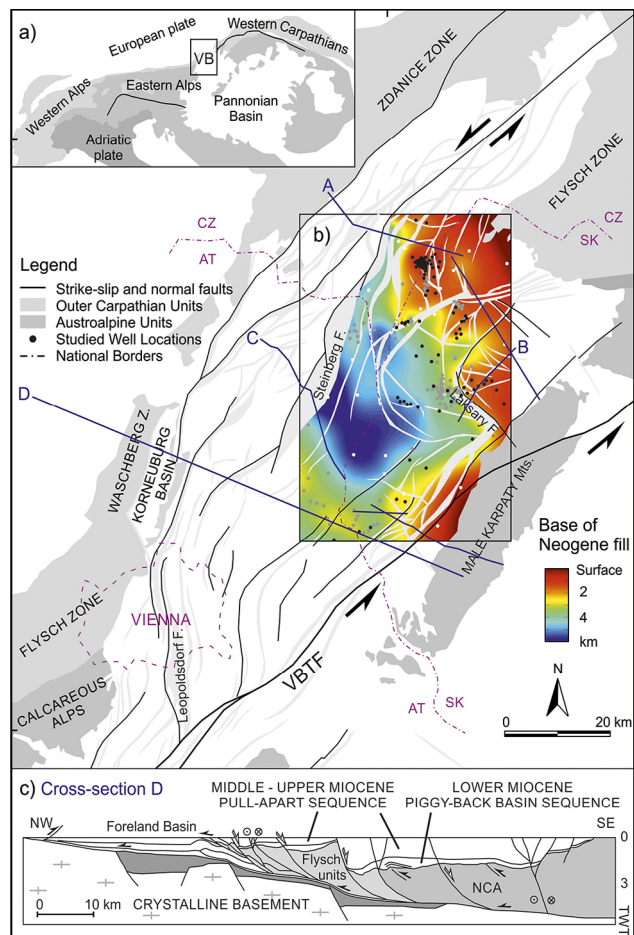 a)
European plate
Western Carpathians
VB
Western Alps
Eastern Alps
Pannonian
Basin
Adriatic
plate
ZDANICE ZONE
FLYSCH ZONE
A
CZ
AT
CZ
SK
b)
Legend
Strike-slip and normal faults
Outer Carpathian Units
Austroalpine Units
Studied Well Locations
National Borders
C
B
D
Steinberg F.
Laksary F.
WASCHBERG Z.
KORNEUBURG
BASIN
MALE KARPATY Mts.
Base of
Neogene fill
Surface
2
4
km
FLYSCH ZONE
VIENNA
Leopoldsdorf F.
VBTF
CALCAREOUS
ALPS
AT
SK
N
0 20 km
c) Cross-section D
MIDDLE - UPPER MIOCENE
PULL-APART SEQUENCE
LOWER MIOCENE
PIGGY-BACK BASIN SEQUENCE
NW
Foreland Basin
SE
0
Flysch
units
NCA
3
TWT
0 10 km
CRYSTALLINE BASEMENT